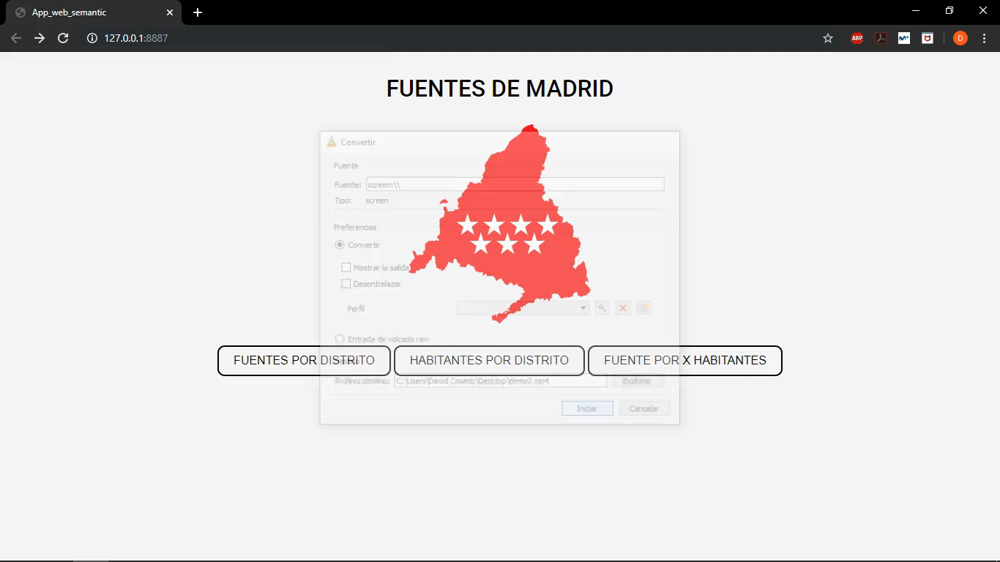 App_web_semantic
127.0.0.1:8887
ABP
D
FUENTES DE MADRID
Convertir
Fuente
Fuente: screen:\\
Tipo: screen
Preferencias
Convertir
Mostrar la salida
Desentrelazar
Perfil
Entrada de volcado raw
FUENTES POR DISTRITO HABITANTES POR DISTRITO FUENTE POR X HABITANTES
Archivo destino: C:\Users\David Casado\Desktop\demo2.mp4 Explorar
Iniciar Cancelar